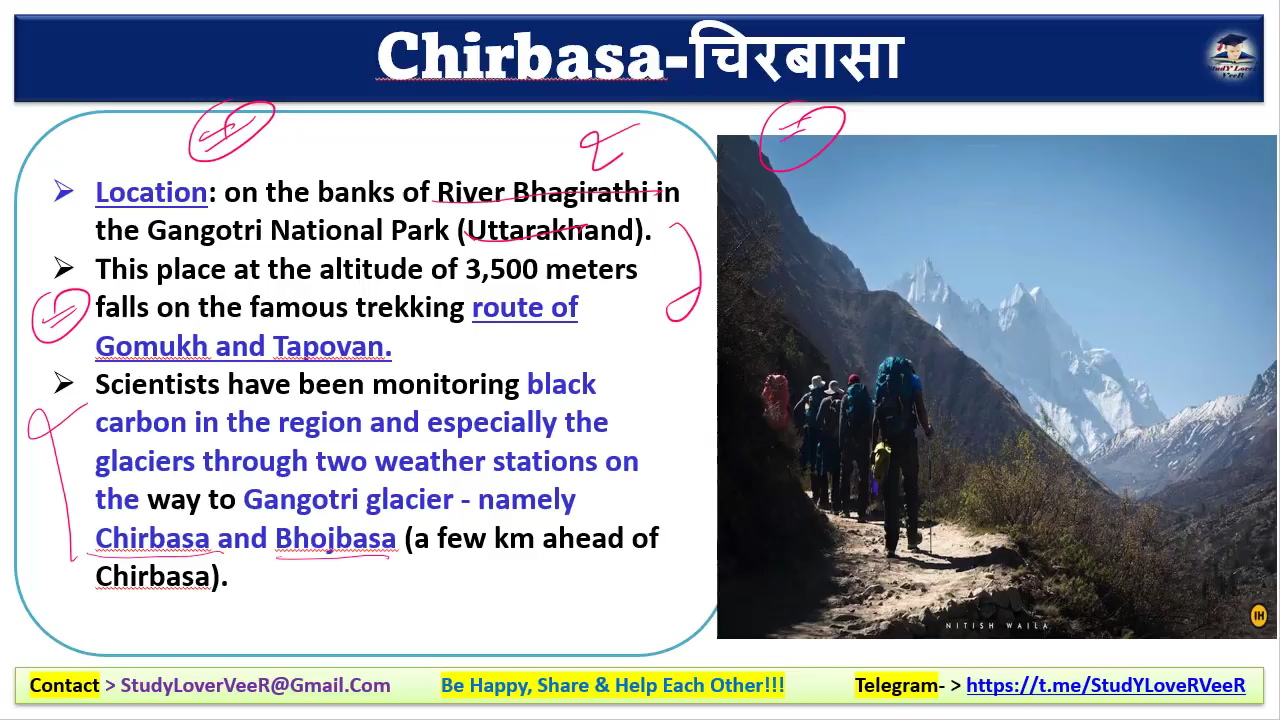 Chirbasa-चिरबासा
StudY Lover
VeeR
Location: on the banks of River Bhagirathi in
the Gangotri National Park (Uttarakhand).
This place at the altitude of 3,500 meters
falls on the famous trekking route of
Gomukh and Tapovan.
Scientists have been monitoring black
carbon in the region and especially the
glaciers through two weather stations on
the way to Gangotri glacier - namely
Chirbasa and Bhojbasa (a few km ahead of
Chirbasa).
NITISH WAILA
IH
Contact > StudyLoverVeeR@Gmail.Com
Be Happy, Share & Help Each Other!!!
Telegram- > https://t.me/StudYLoveRVeeR